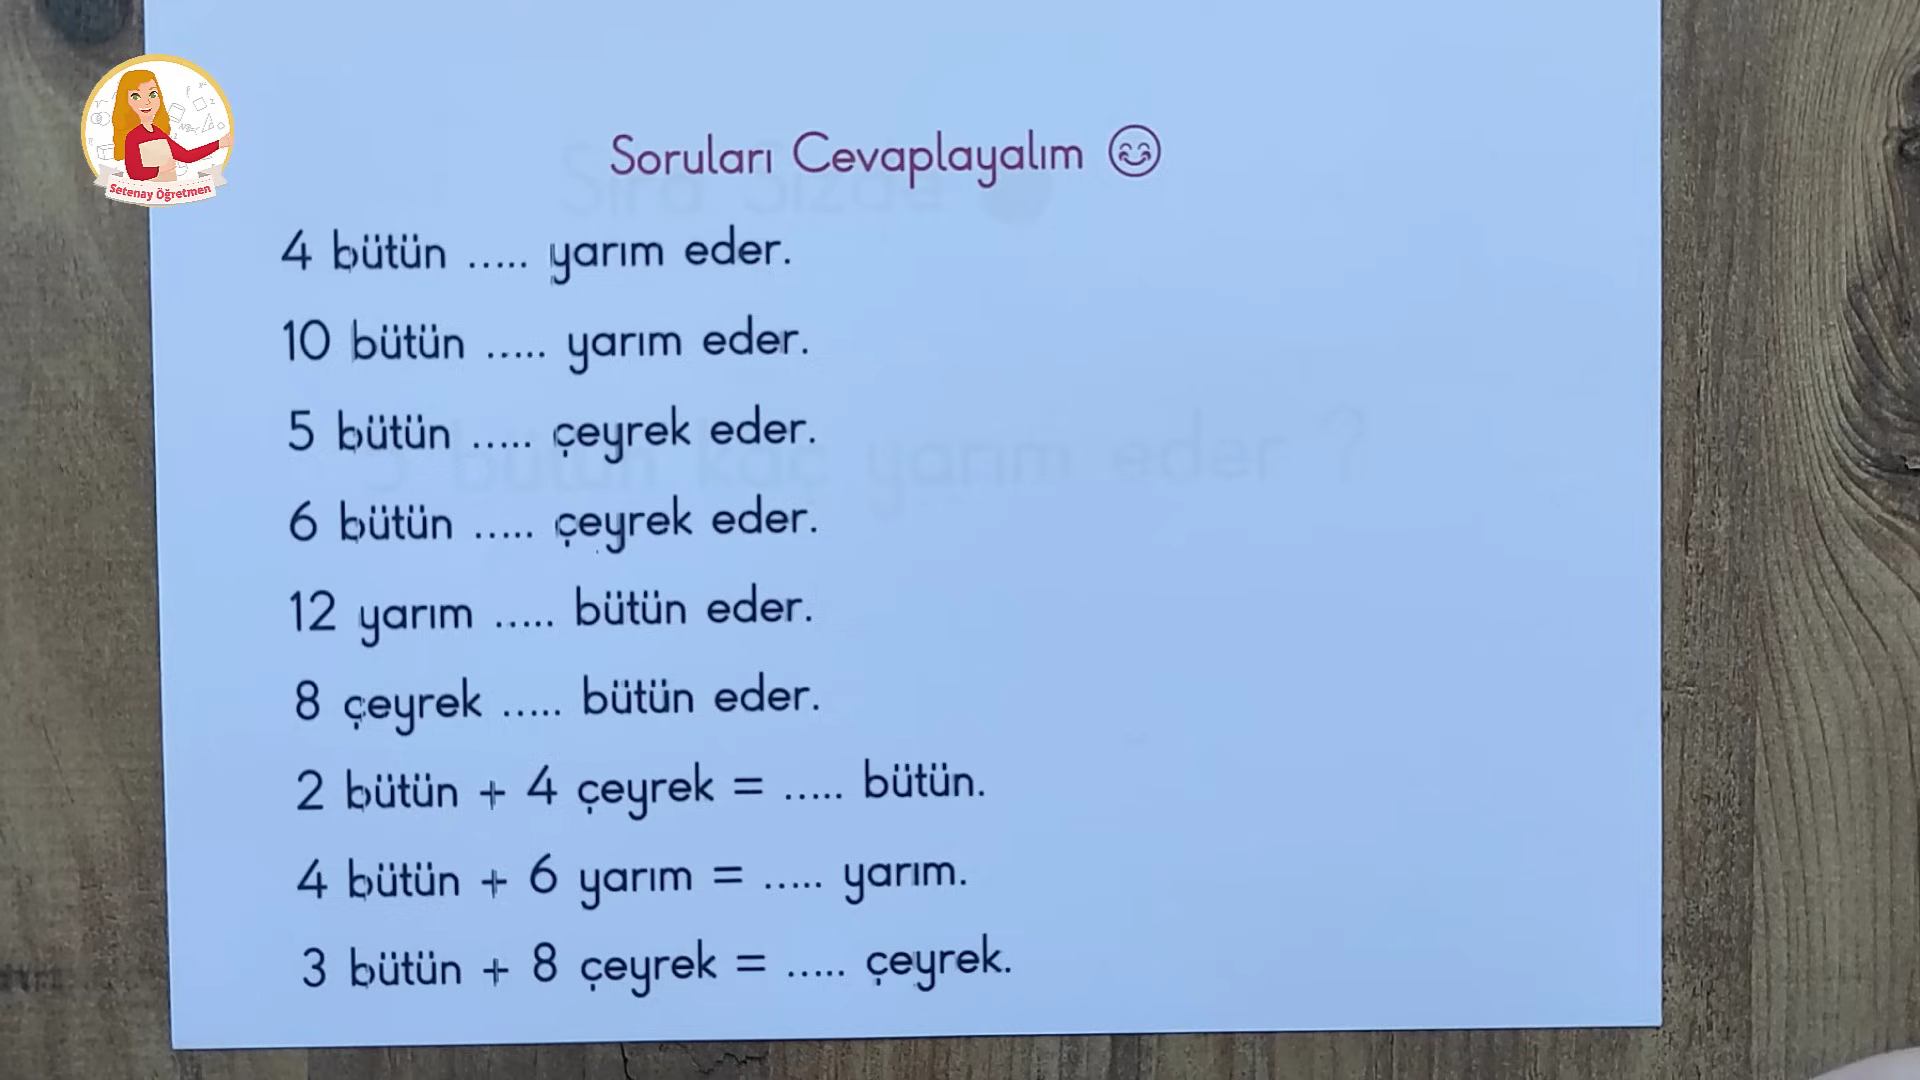 Setenay Öğretmen
Soruları Cevaplayalım
4 bütün ..... yarım eder.
10 bütün ..... yarım eder.
5 bütün ..... çeyrek eder.
6 bütün ..... çeyrek eder.
12 yarım ..... bütün eder.
8 çeyrek ..... bütün eder.
2 bütün + 4 çeyrek = ..... bütün.
4 bütün + 6 yarım = ..... yarım.
3 bütün + 8 çeyrek = ..... çeyrek.